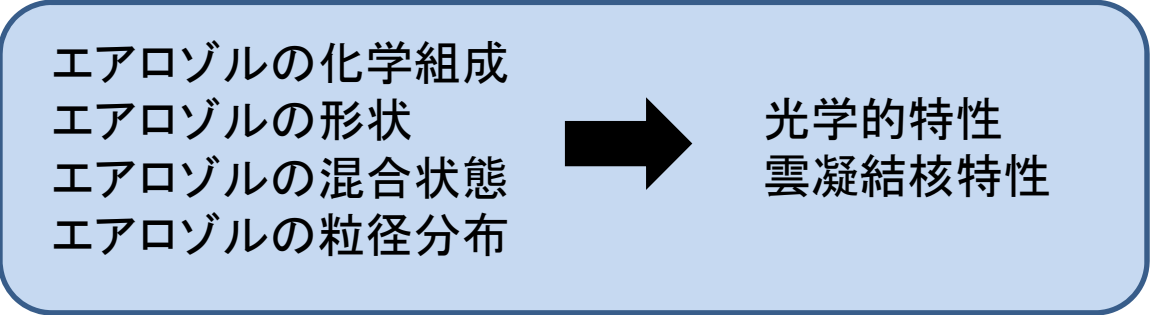 エアロゾルの化学組成
エアロゾルの形状
エアロゾルの混合状態
エアロゾルの粒径分布
光学的特性
雲凝結核特性